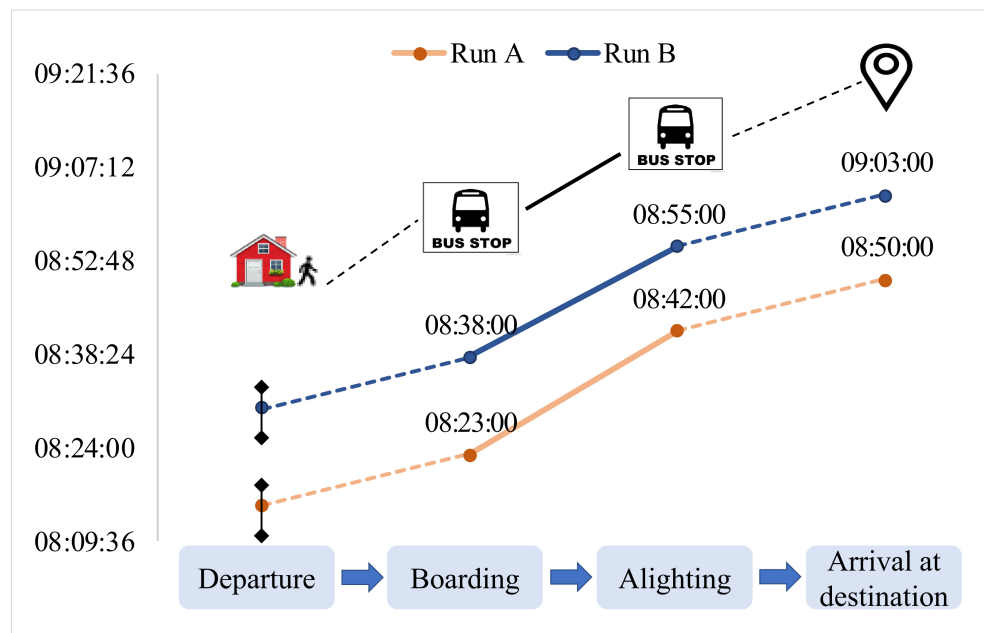 Run A
Run B
09:21:36
09:07:12
08:52:48
08:38:24
08:24:00
08:09:36
BUS STOP
BUS STOP
09:03:00
08:55:00
08:50:00
08:42:00
08:38:00
08:23:00
Departure
Boarding
Alighting
Arrival at
destination